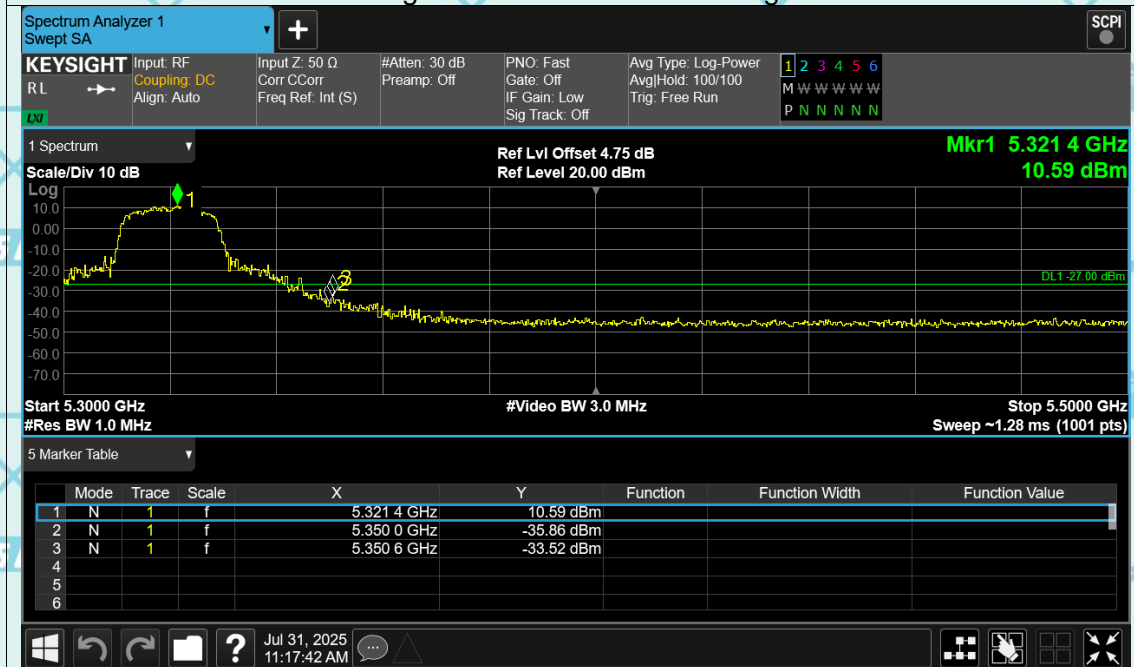 Spectrum Analyzer 1
Swept SA
+
SCPI
KEYSIGHT
RL
LXI
Input: RF
Coupling: DC
Align: Auto
Input Z: 50 Ω
Corr CCorr
Freq Ref: Int (S)
#Atten: 30 dB
Preamp: Off
PNO: Fast
Gate: Off
IF Gain: Low
Sig Track: Off
Avg Type: Log-Power
Avg|Hold: 100/100
Trig: Free Run
1 2 3 4 5 6
M W W W W W
P N N N N N
1 Spectrum
Scale/Div 10 dB
Ref Lvl Offset 4.75 dB
Ref Level 20.00 dBm
Mkr1 5.321 4 GHz
10.59 dBm
Log
10.0
0.00
-10.0
-20.0
-30.0
-40.0
-50.0
-60.0
-70.0
1
3
2
DL1 -27.00 dBm
Start 5.3000 GHz
#Video BW 3.0 MHz
Stop 5.5000 GHz
#Res BW 1.0 MHz
Sweep ~1.28 ms (1001 pts)
5 Marker Table
Mode Trace Scale X Y Function Function Width Function Value
1 N 1 f 5.321 4 GHz 10.59 dBm
2 N 1 f 5.350 0 GHz -35.86 dBm
3 N 1 f 5.350 6 GHz -33.52 dBm
4
5
6
?
Jul 31, 2025
11:17:42 AM